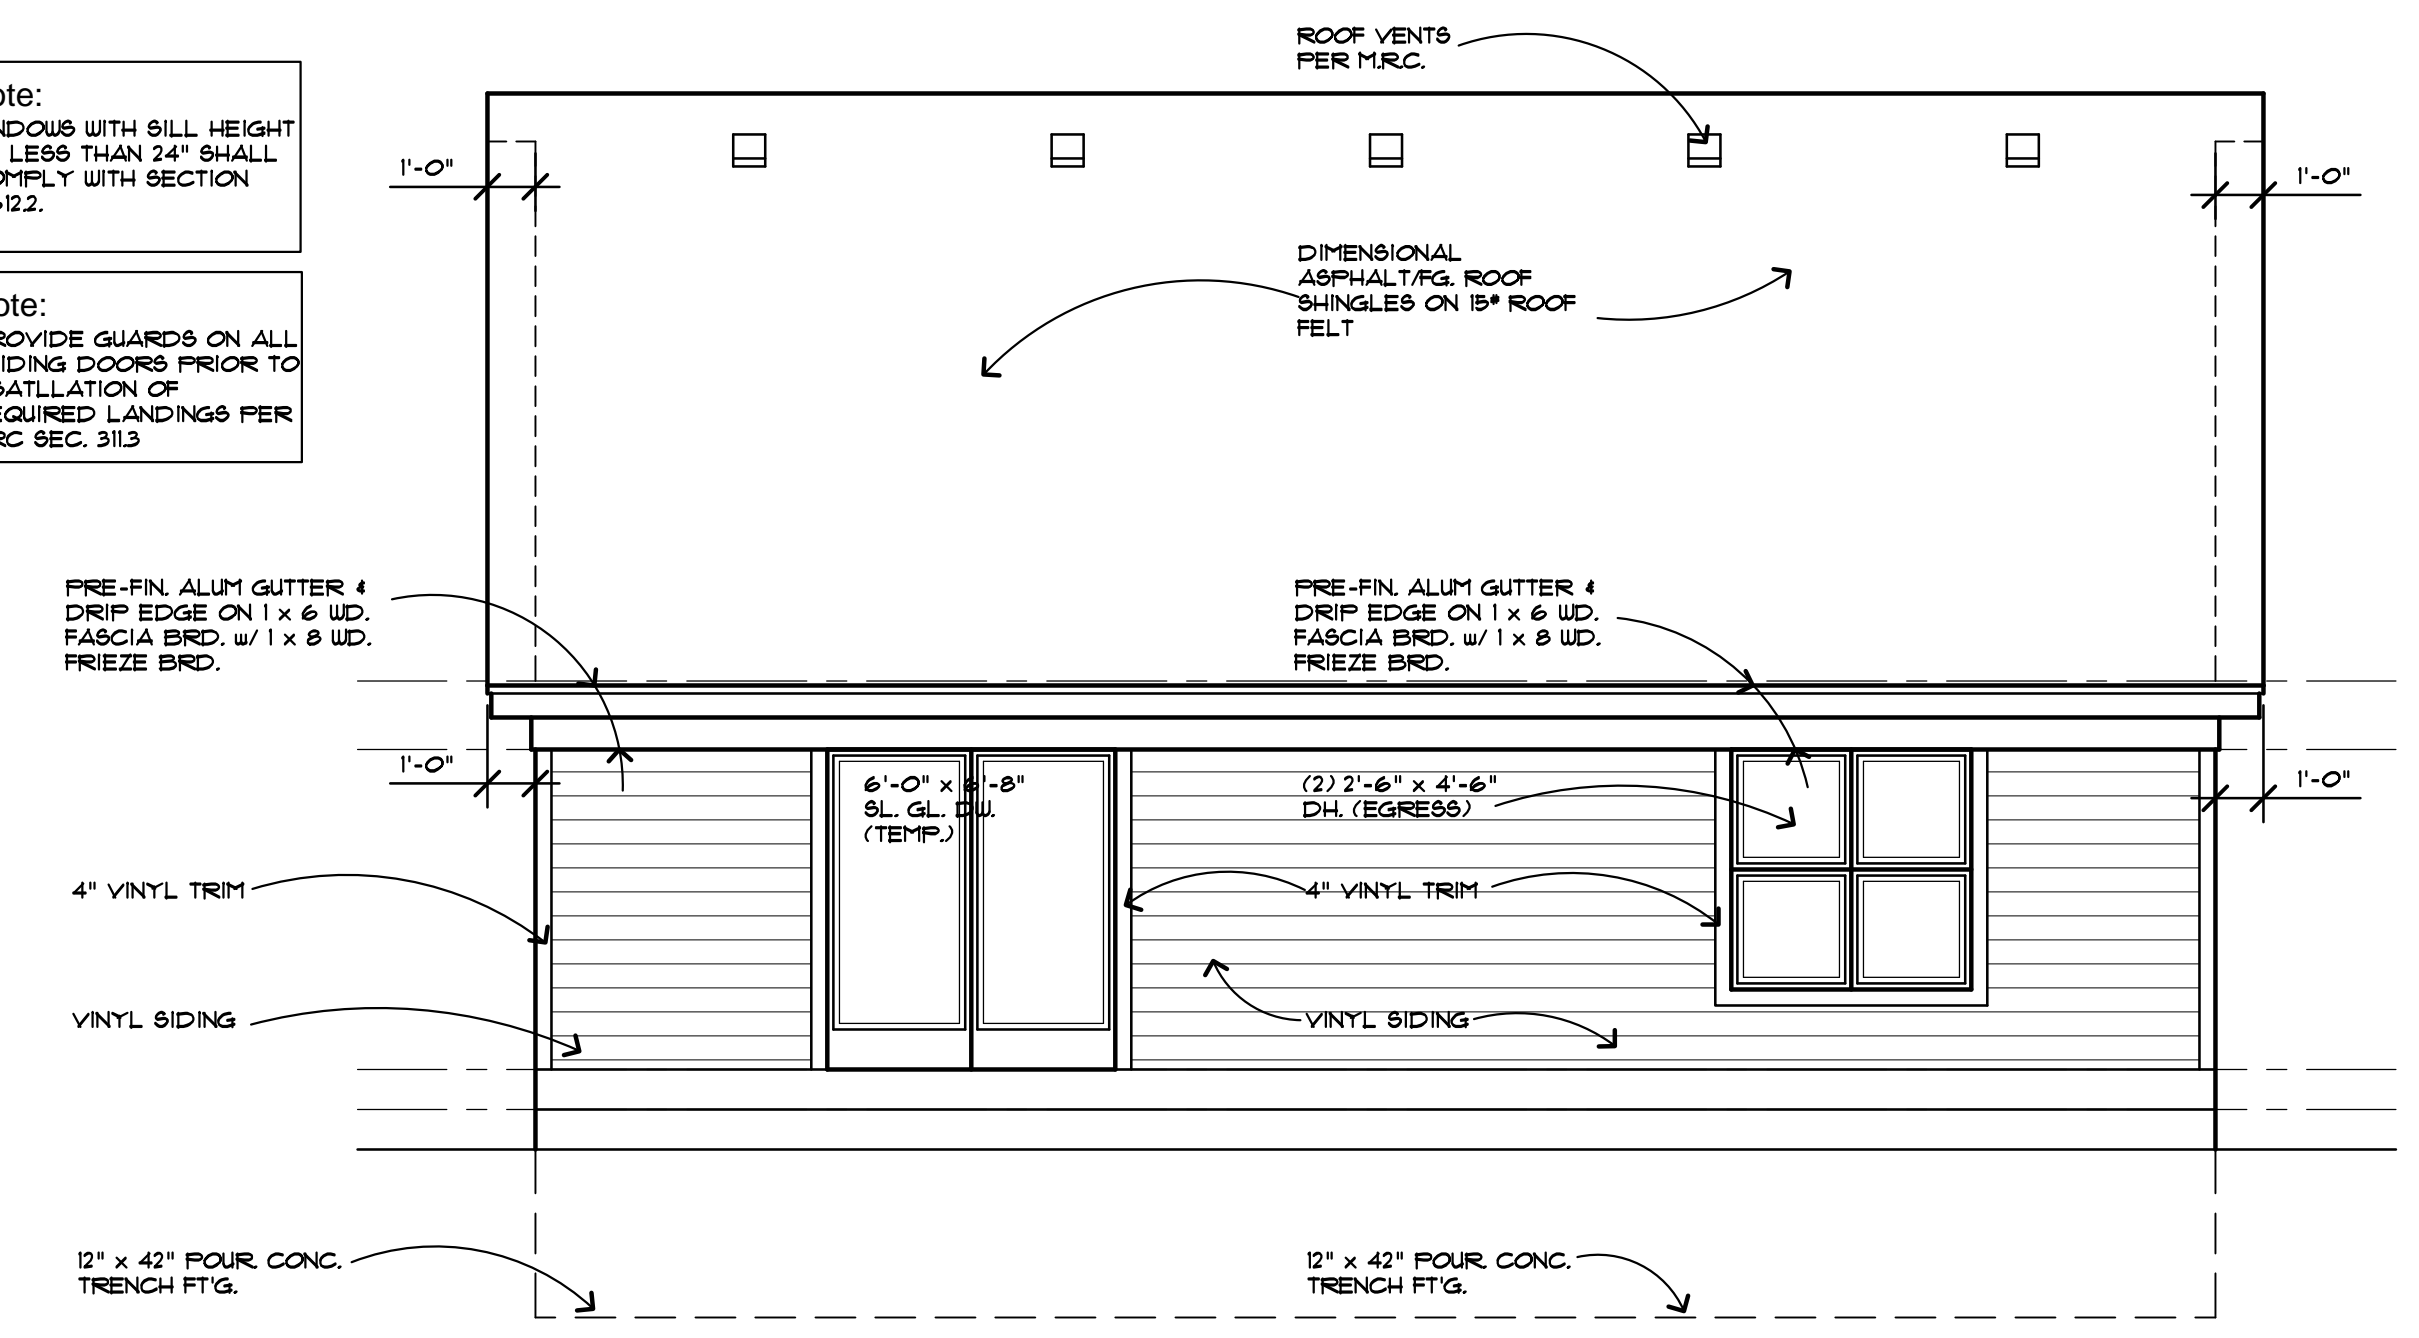 ote:
NDOWS WITH SILL HEIGHT
LESS THAN 24" SHALL
OMPLY WITH SECTION
612.2.
ote:
ROVIDE GUARDS ON ALL
IDING DOORS PRIOR TO
SATLLATION OF
EQUIRED LANDINGS PER
RC SEC. 311.3
ROOF VENTS
PER M.R.C.
1'-0"
1'-0"
DIMENSIONAL
ASPHALT/FG. ROOF
SHINGLES ON 15# ROOF
FELT
PRE-FIN. ALUM GUTTER &
DRIP EDGE ON 1 x 6 WD.
FASCIA BRD. w/ 1 x 8 WD.
FRIEZE BRD.
PRE-FIN. ALUM GUTTER &
DRIP EDGE ON 1 x 6 WD.
FASCIA BRD. w/ 1 x 8 WD.
FRIEZE BRD.
1'-0"
1'-0"
6'-0" x 6'-8"
SL. GL. DW.
(TEMP.)
(2) 2'-6" x 4'-6"
DH. (EGRESS)
4" VINYL TRIM
4" VINYL TRIM
VINYL SIDING
VINYL SIDING
12" x 42" POUR. CONC.
TRENCH FT'G.
12" x 42" POUR. CONC.
TRENCH FT'G.